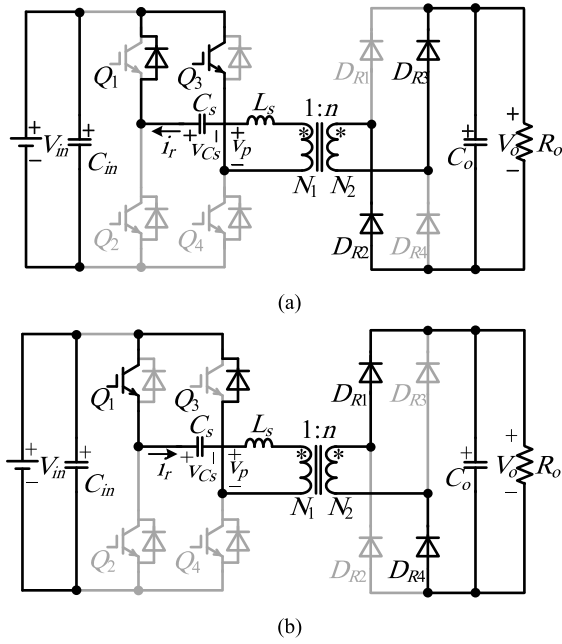 Q1 Q3 DR1 DR3
Cs Ls 1:n
+ Vin − + Cin ir + vCs − + vp − * * + Co + Vo − Ro
N1 N2
Q2 Q4 DR2 DR4
(a)
Q1 Q3 DR1 DR3
Cs Ls 1:n
+ Vin − + Cin ir + vCs − + vp − * * + Co + Vo − Ro
N1 N2
Q2 Q4 DR2 DR4
(b)